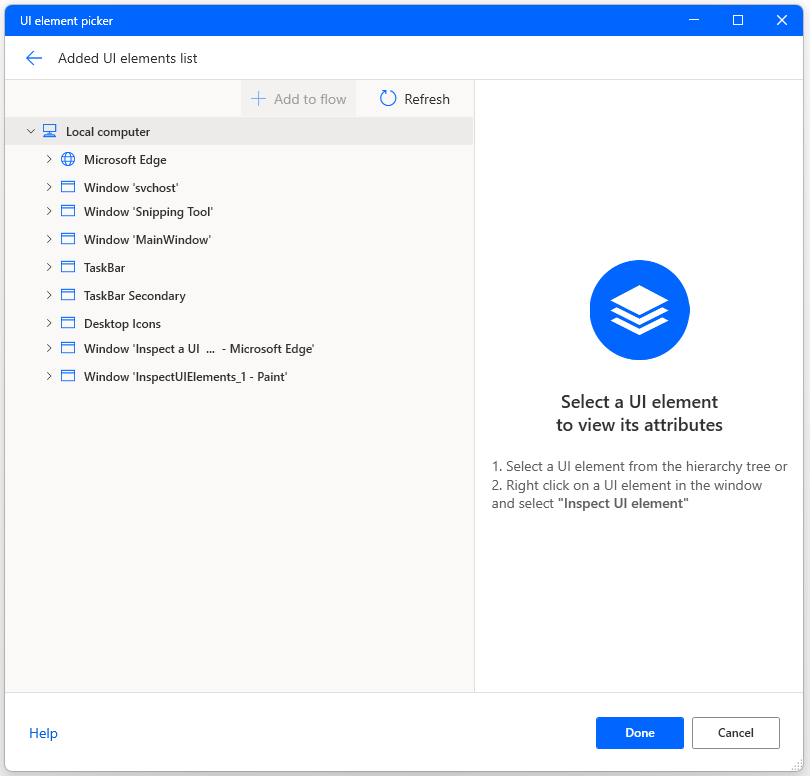 UI element picker
Added UI elements list
Add to flow
Refresh
Local computer
Microsoft Edge
Window 'svchost'
Window 'Snipping Tool'
Window 'MainWindow'
TaskBar
TaskBar Secondary
Desktop Icons
Window 'Inspect a UI ... - Microsoft Edge'
Window 'InspectUIElements_1 - Paint'
Select a UI element
to view its attributes
1. Select a UI element from the hierarchy tree or
2. Right click on a UI element in the window
and select "Inspect UI element"
Help
Done
Cancel